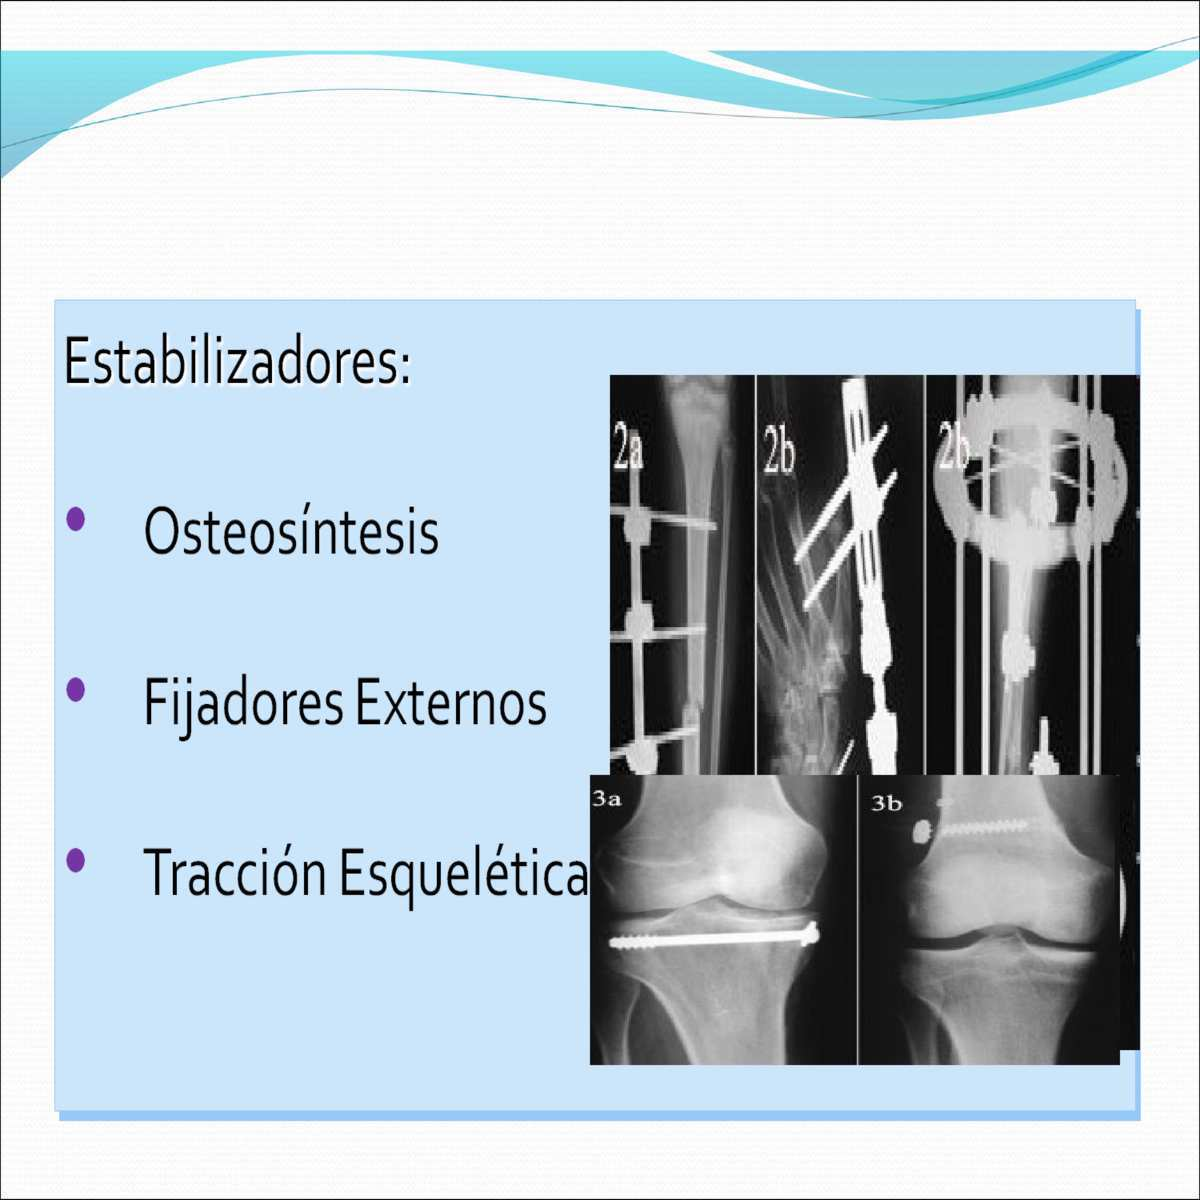 Estabilizadores:
• Osteosíntesis
• Fijadores Externos
• Tracción Esquelética
2a
2b
2b
3a
3b